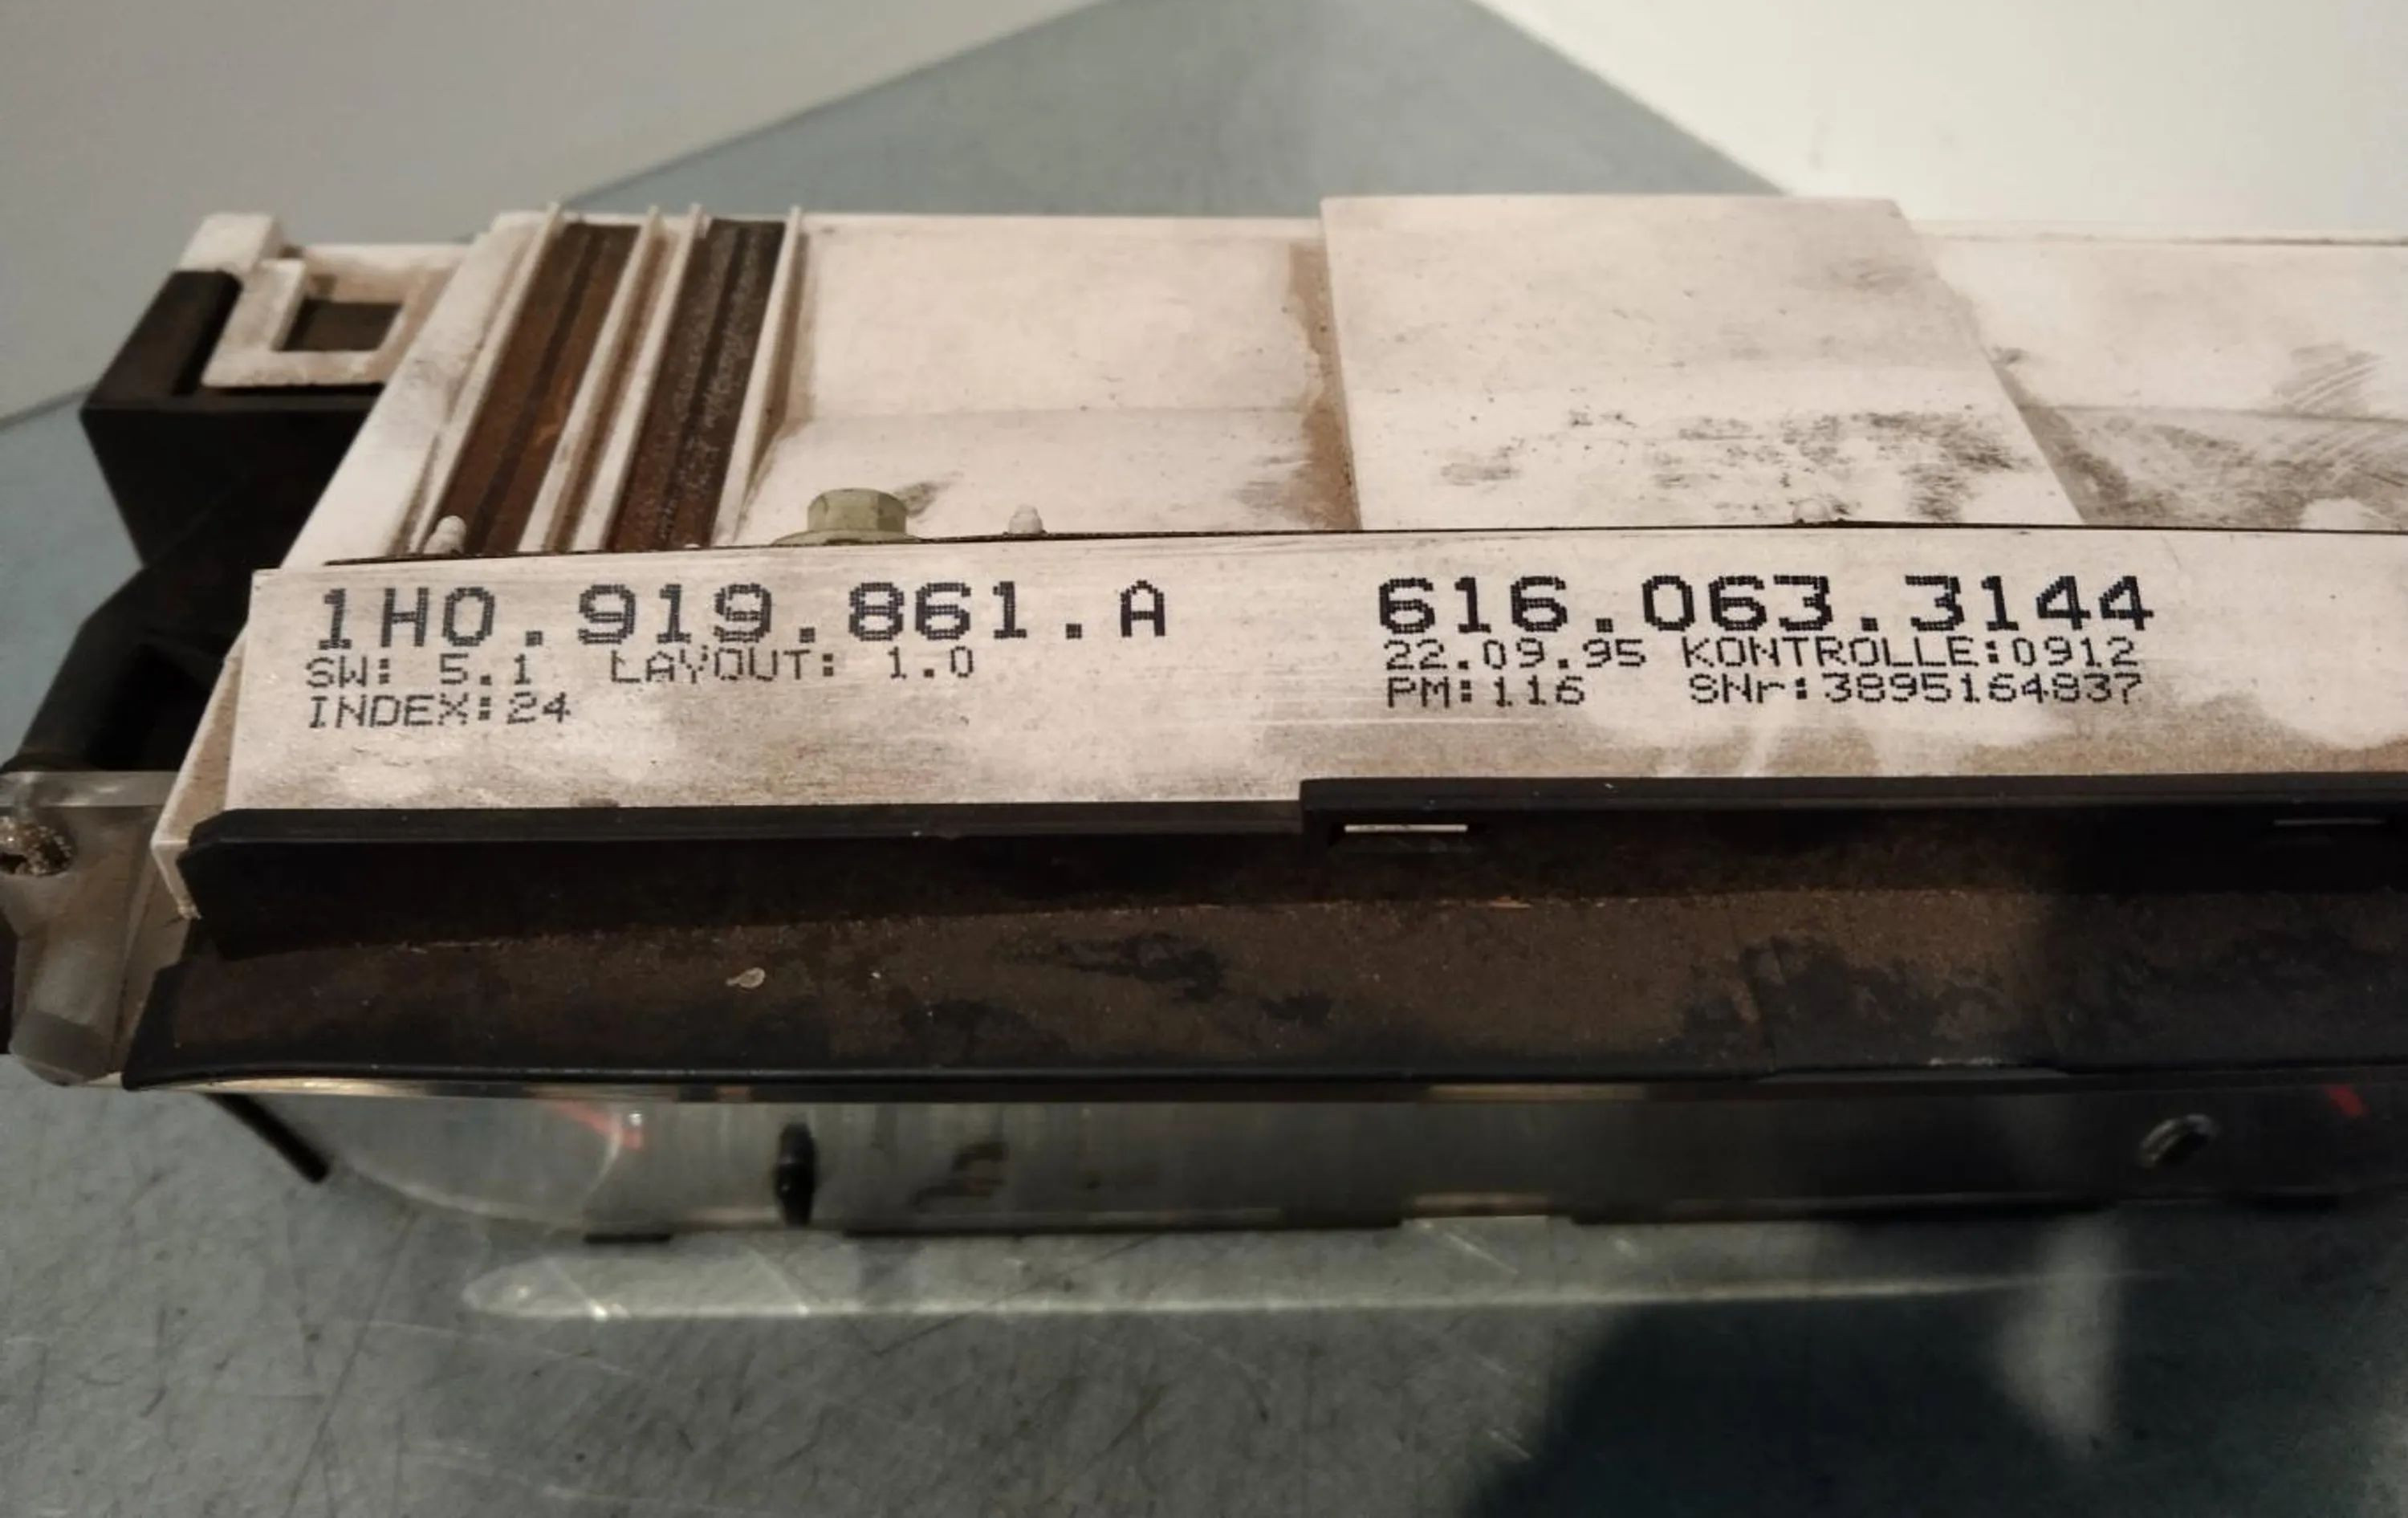 1H0.919.861.A
SW: 5.1 LAYOUT: 1.0
INDEX:24
616.063.3144
22.09.95 KONTROLLE:0912
PM:116 SNr:3895164837